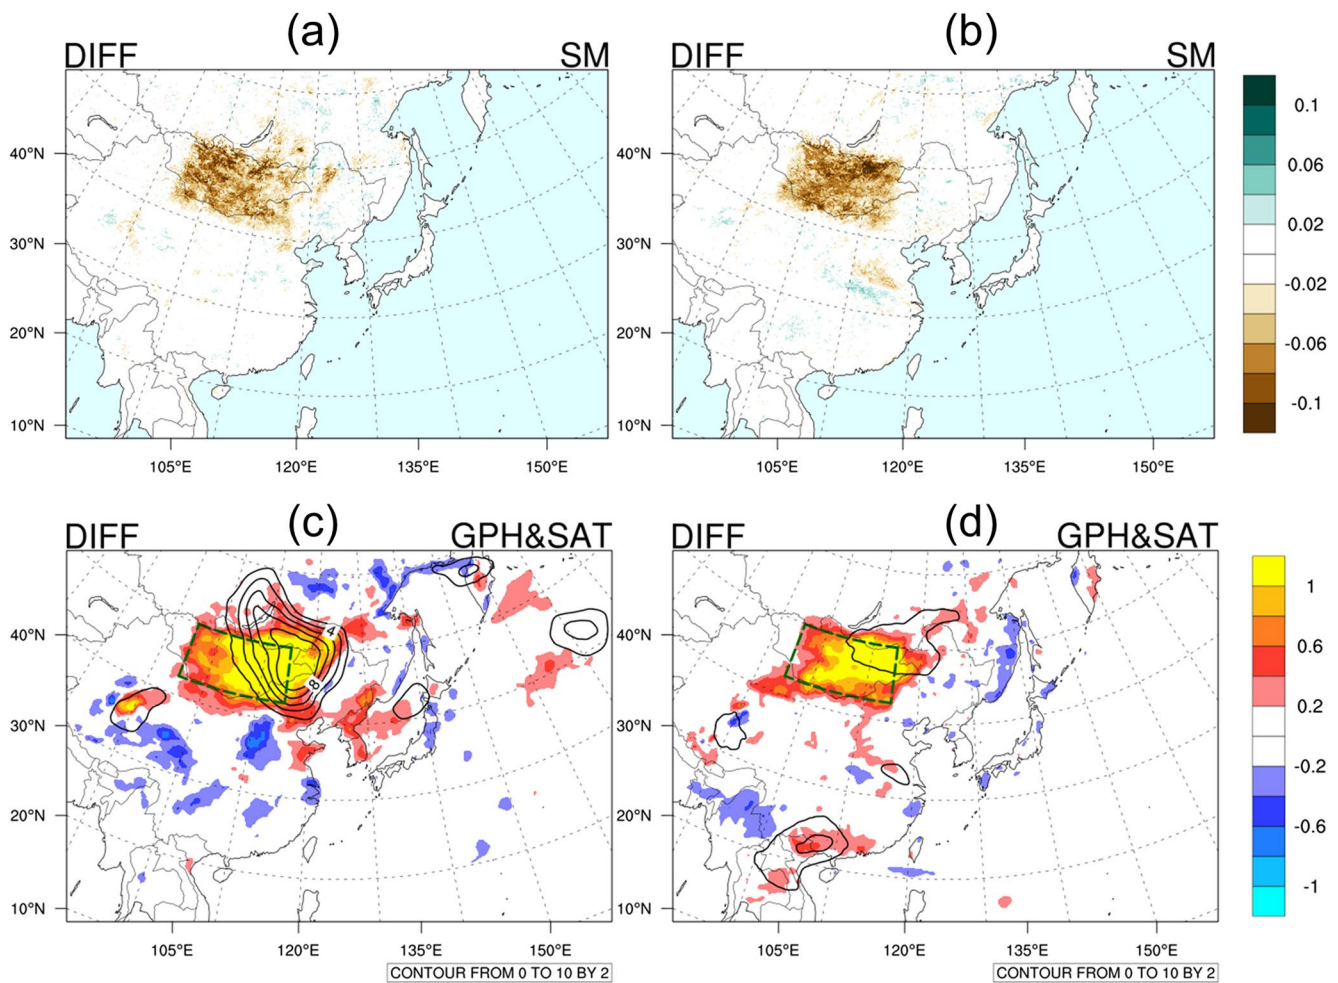 (a) (b)
DIFF SM DIFF SM
0.1
40°N 40°N
0.06
30°N 30°N
0.02
-0.02
20°N 20°N
-0.06
10°N 10°N
-0.1
105°E 120°E 135°E 150°E 105°E 120°E 135°E 150°E
(c) (d)
DIFF GPH&SAT DIFF GPH&SAT
1
40°N 4 40°N
0.6
8
0.2
30°N 30°N
-0.2
20°N 20°N
-0.6
-1
10°N 10°N
105°E 120°E 135°E 150°E 105°E 120°E 135°E 150°E
CONTOUR FROM 0 TO 10 BY 2 CONTOUR FROM 0 TO 10 BY 2